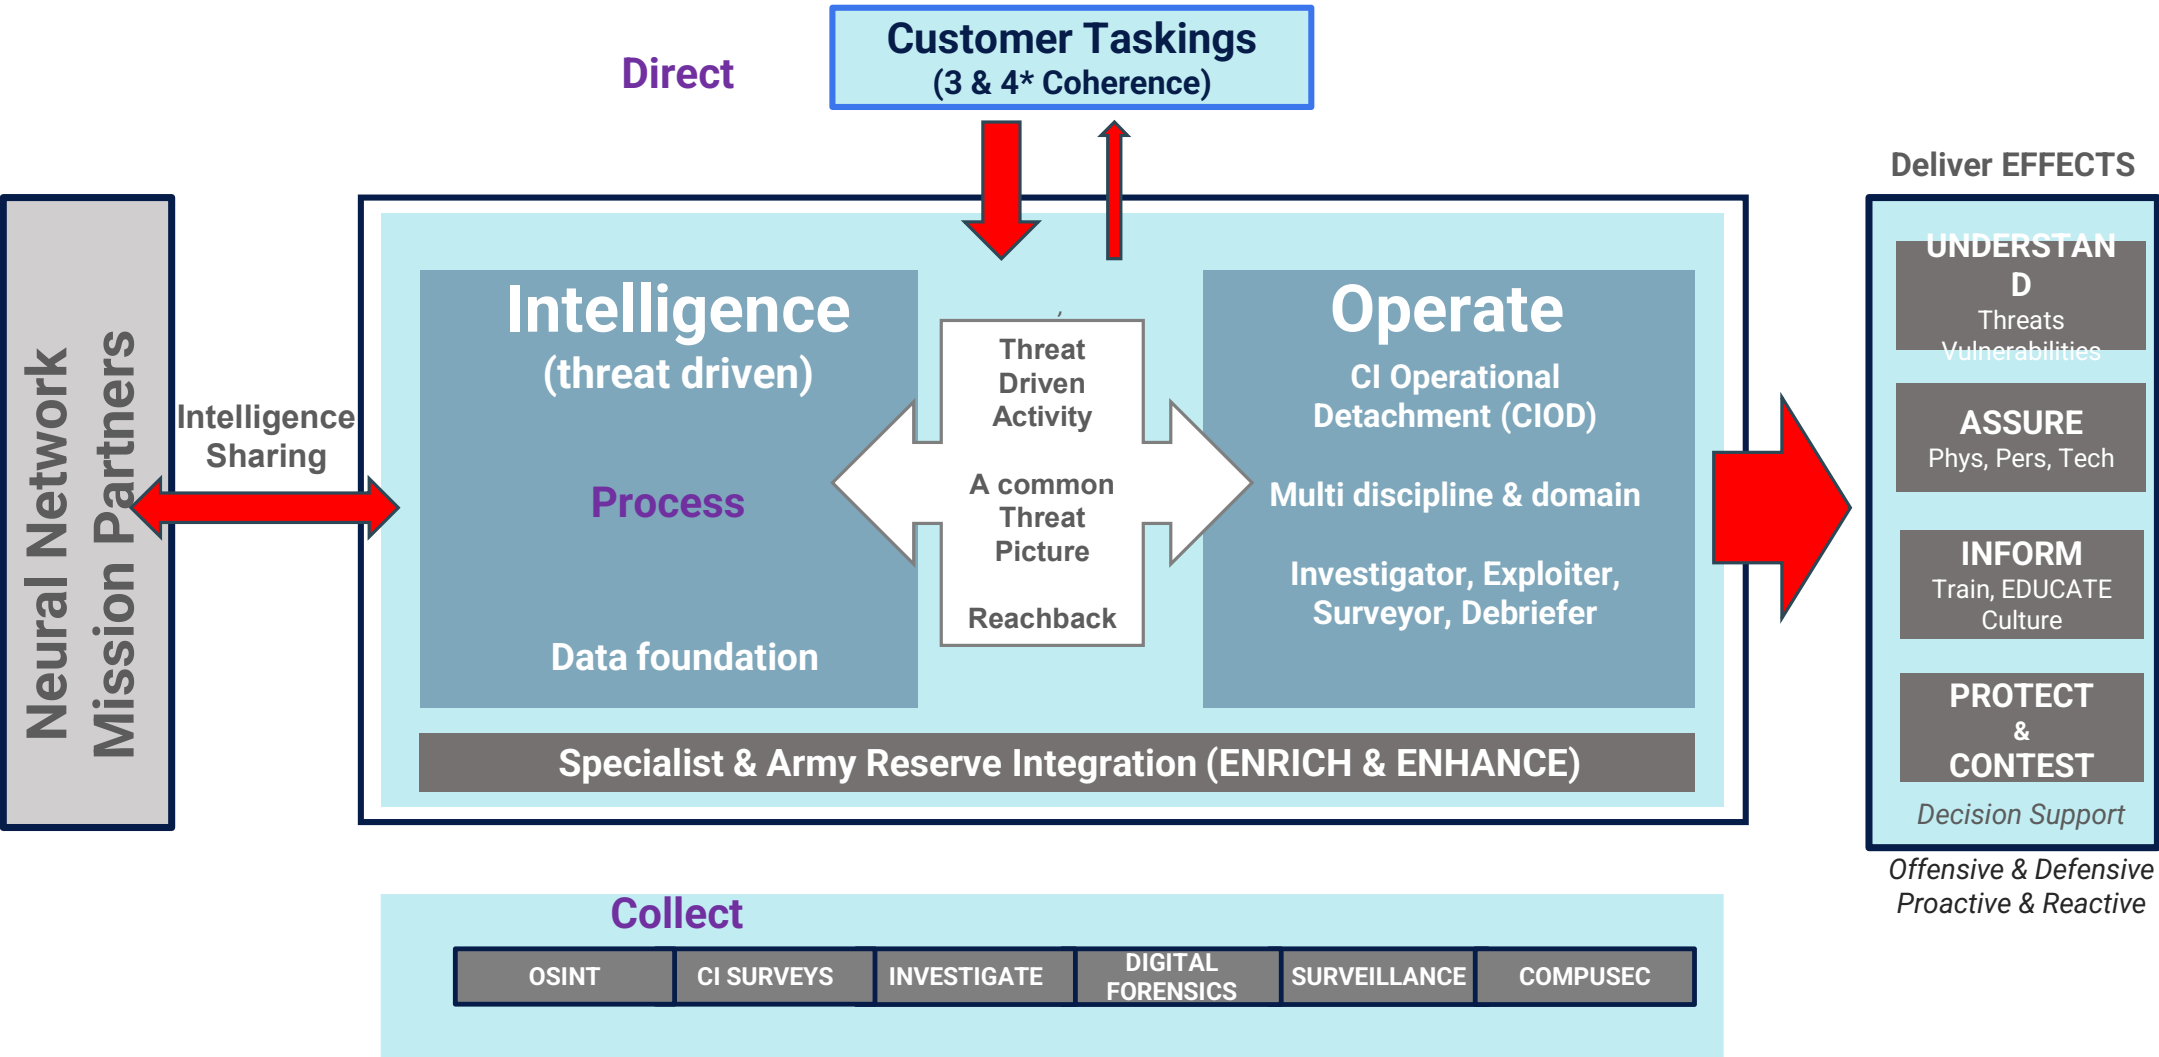 Customer Taskings
(3 & 4* Coherence)
Direct
Deliver EFFECTS
Neural Network
Mission Partners
Intelligence
Sharing
Intelligence
(threat driven)
Process
Data foundation
,
Threat
Driven
Activity
A common
Threat
Picture
Reachback
Operate
CI Operational
Detachment (CIOD)
Multi discipline & domain
Investigator, Exploiter,
Surveyor, Debriefer
Specialist & Army Reserve Integration (ENRICH & ENHANCE)
UNDERSTAN
D
Threats
Vulnerabilities
ASSURE
Phys, Pers, Tech
INFORM
Train, EDUCATE
Culture
PROTECT
&
CONTEST
Decision Support
Offensive & Defensive
Proactive & Reactive
Collect
OSINT
CI SURVEYS
INVESTIGATE
DIGITAL
FORENSICS
SURVEILLANCE
COMPUSEC